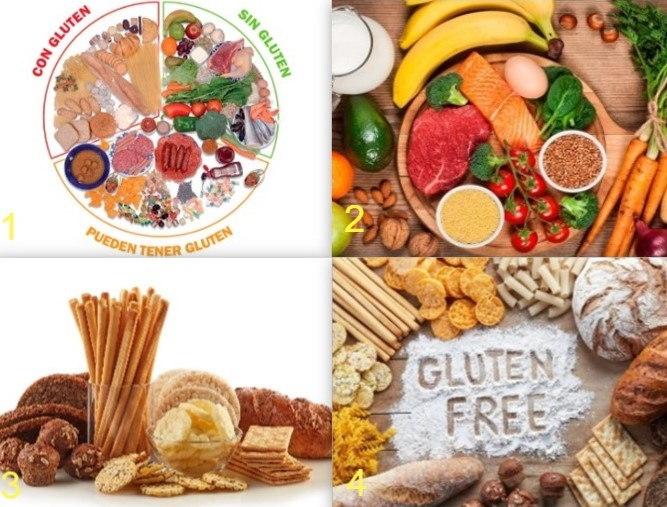 CON GLUTEN
SIN GLUTEN
PUEDEN TENER GLUTEN
1
2
3
4
GLUTEN
FREE